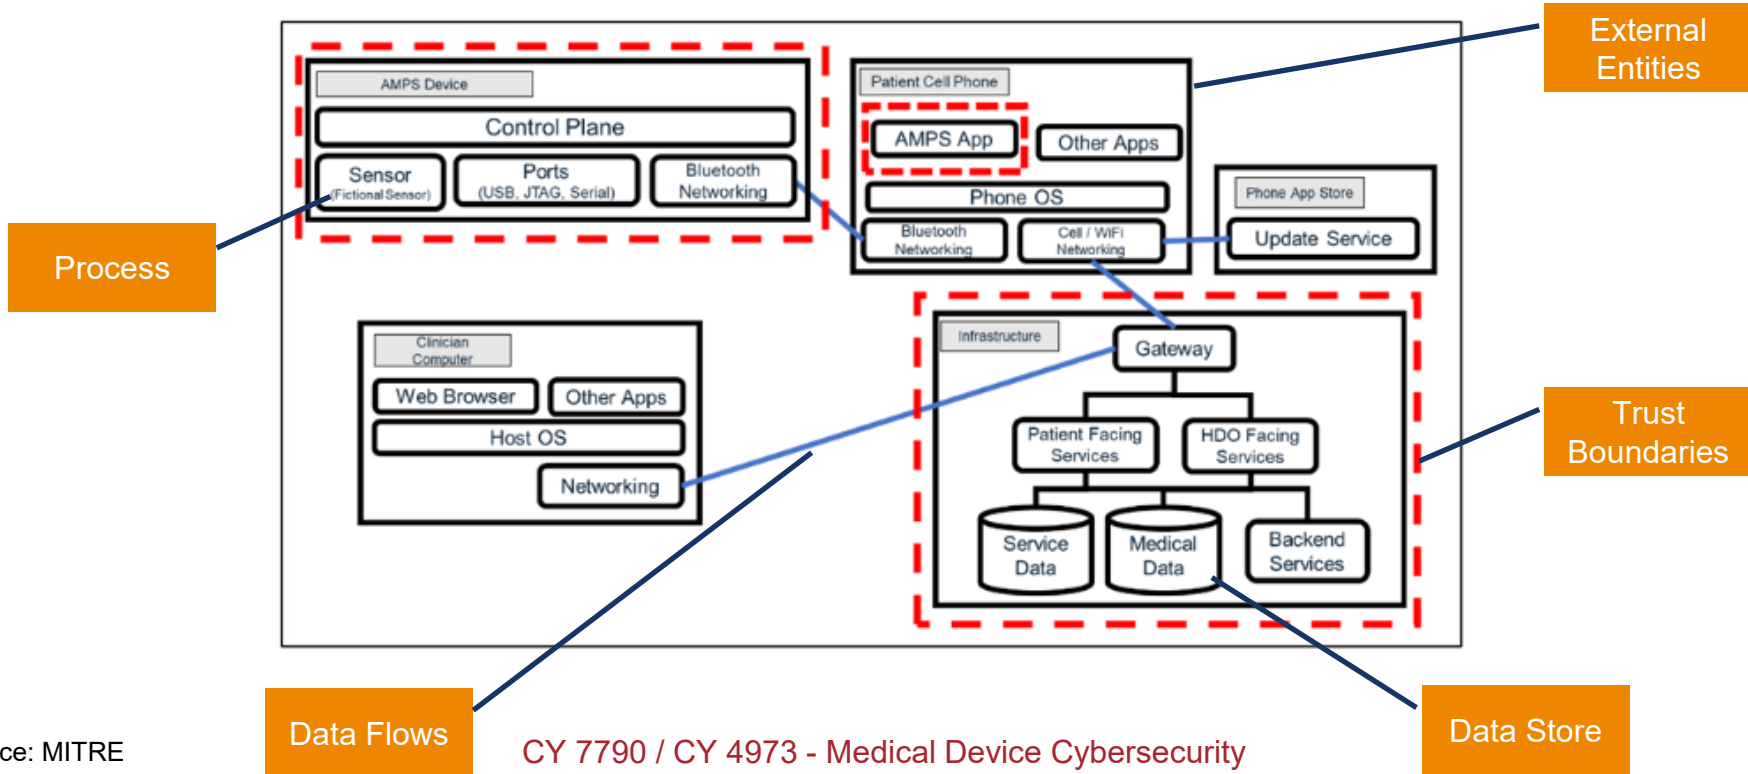 External
Entities
AMPS Device
Control Plane
Sensor
(Fictional Sensor)
Ports
(USB, JTAG, Serial)
Bluetooth
Networking
Patient Cell Phone
AMPS App
Other Apps
Phone OS
Bluetooth
Networking
Cell / WiFi
Networking
Phone App Store
Update Service
Process
Clinician
Computer
Web Browser
Other Apps
Host OS
Networking
Infrastructure
Gateway
Patient Facing
Services
HDO Facing
Services
Service
Data
Medical
Data
Backend
Services
Trust
Boundaries
Data Flows
Data Store
ce: MITRE
CY 7790 / CY 4973 - Medical Device Cybersecurity